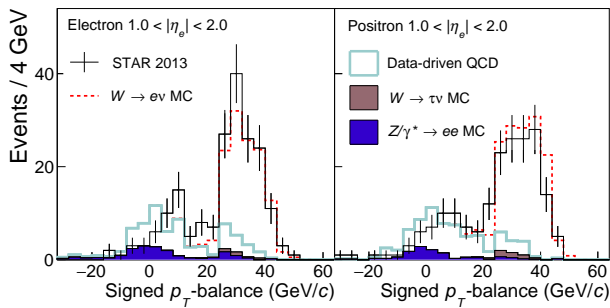 Electron 1.0 < |η_e| < 2.0
STAR 2013
W → eν MC
Positron 1.0 < |η_e| < 2.0
Data-driven QCD
W → τν MC
Z/γ* → ee MC
Events / 4 GeV
40
20
0
−20 0 20 40 60
−20 0 20 40 60
Signed p_T-balance (GeV/c)
Signed p_T-balance (GeV/c)